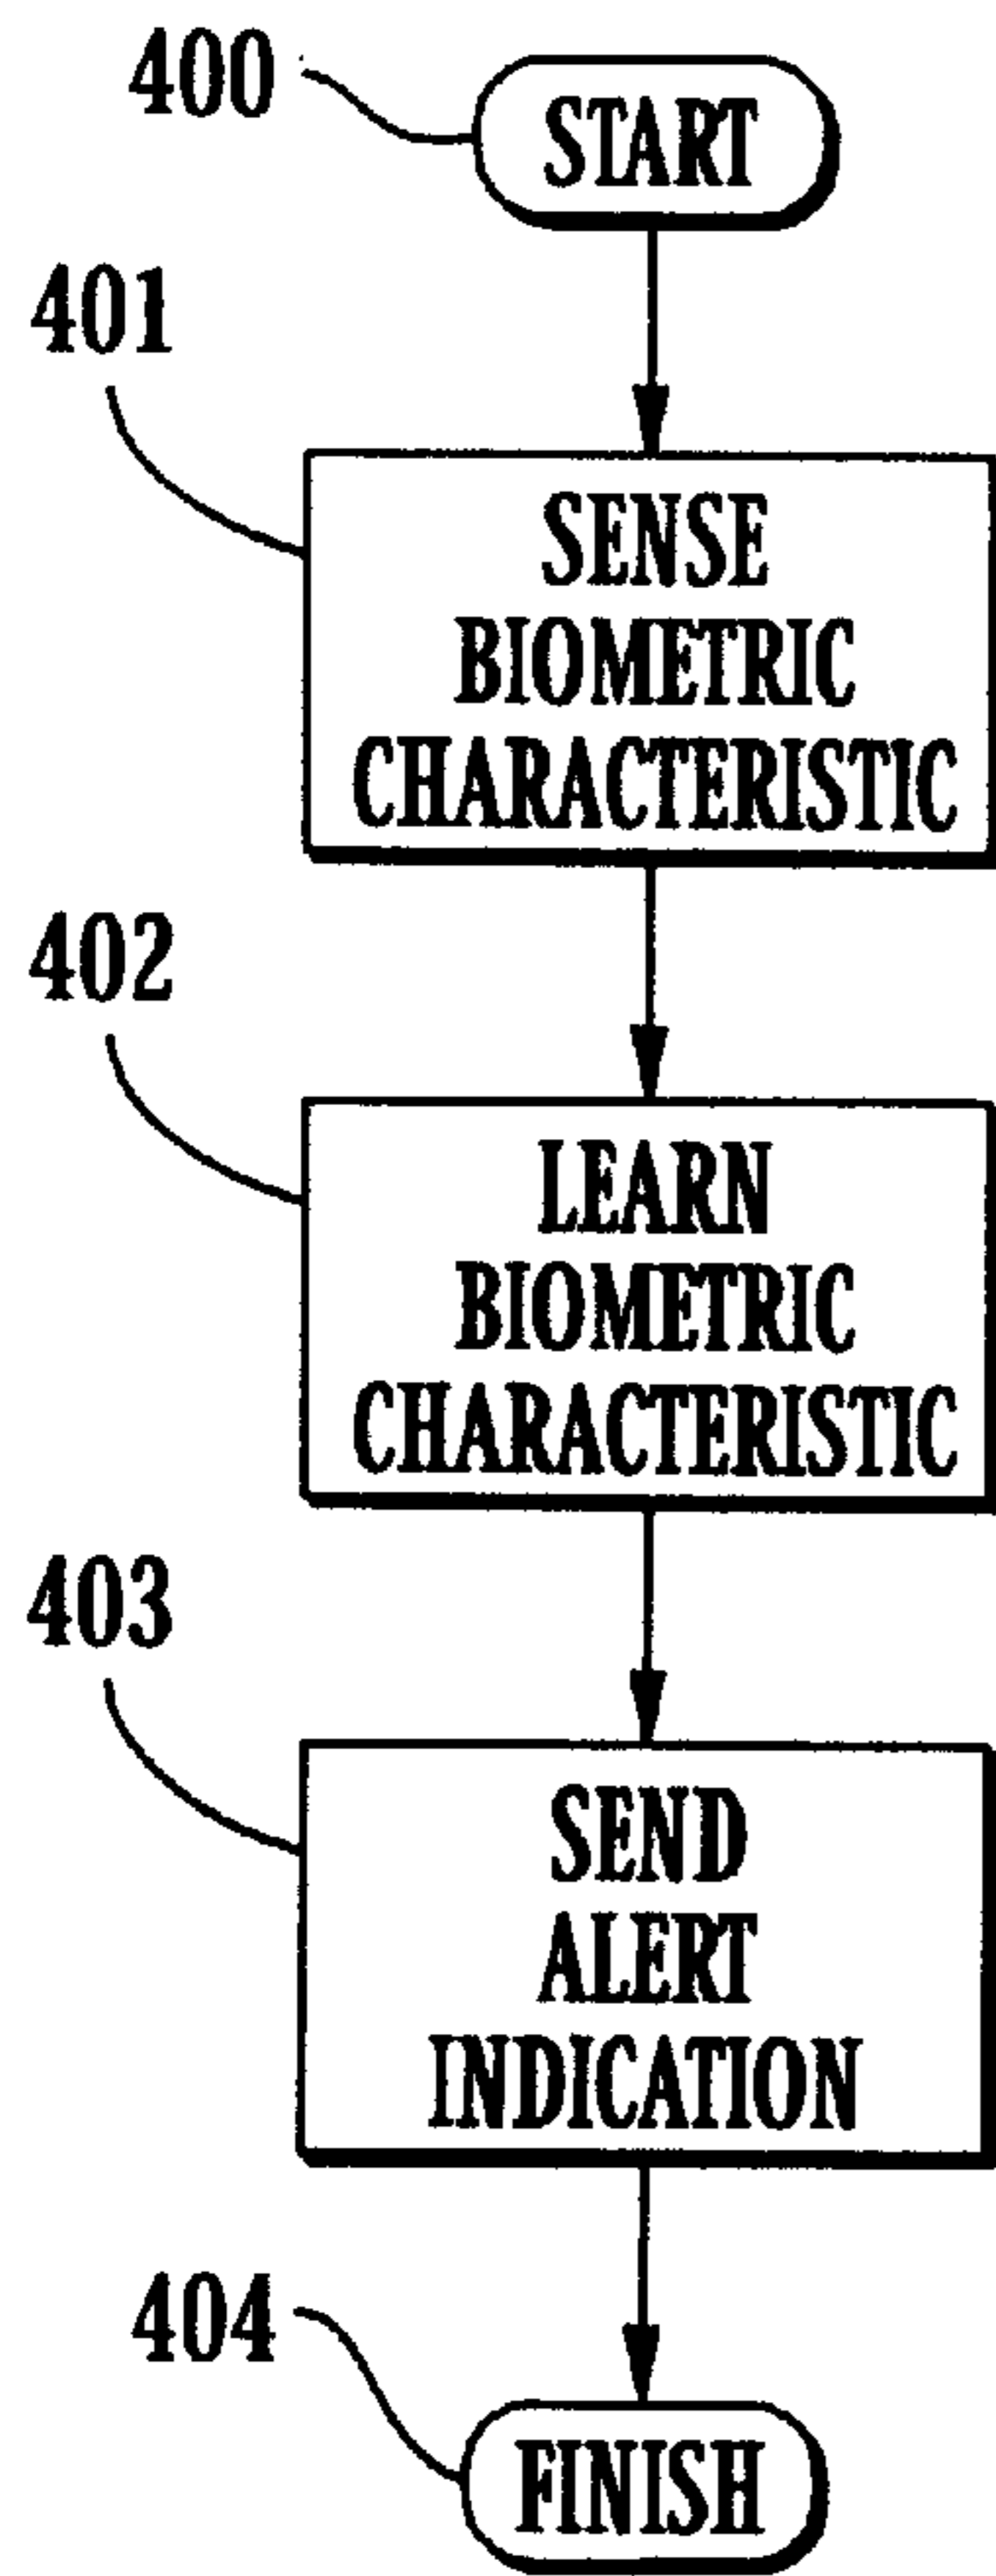 400
START
401
SENSE
BIOMETRIC
CHARACTERISTIC
402
LEARN
BIOMETRIC
CHARACTERISTIC
403
SEND
ALERT
INDICATION
404
FINISH